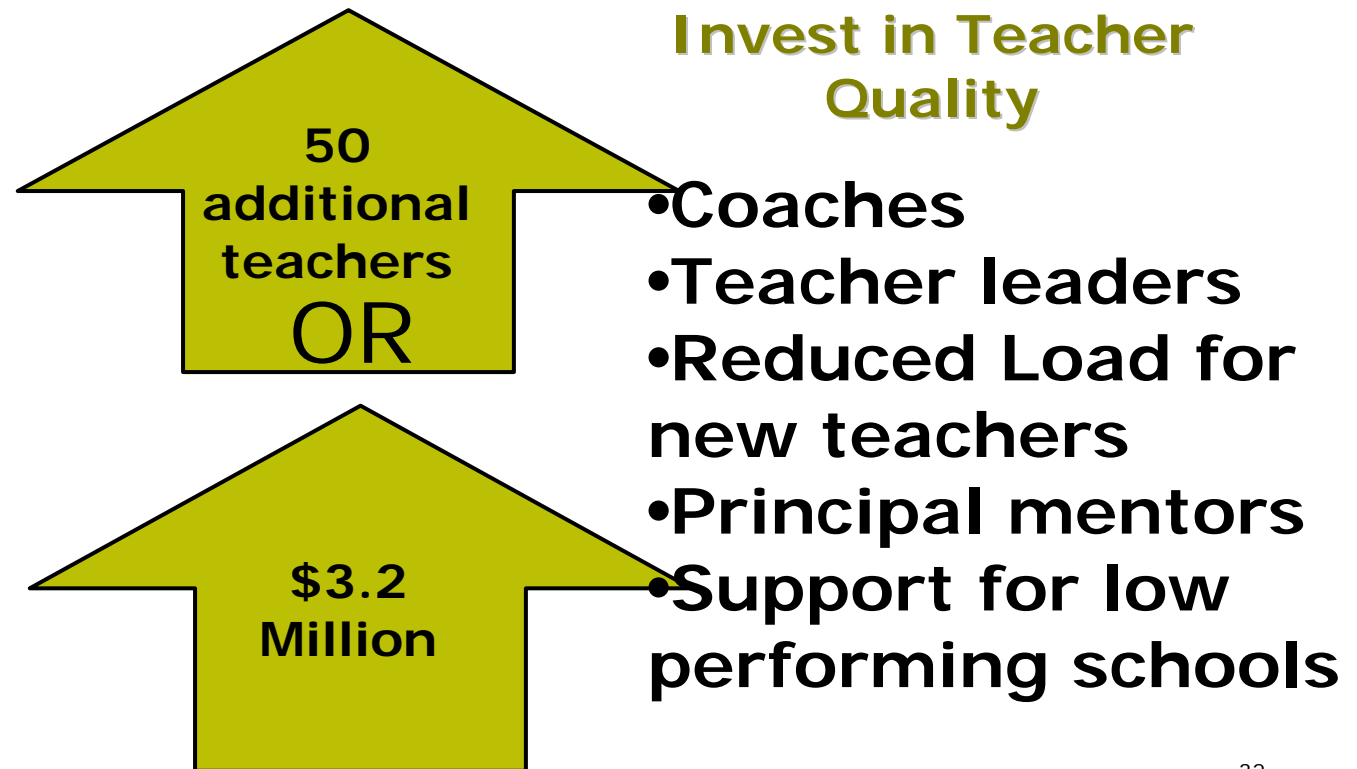 Invest in Teacher
Quality
50
additional
teachers
OR
$3.2
Million
•Coaches
•Teacher leaders
•Reduced Load for
new teachers
•Principal mentors
•Support for low
performing schools